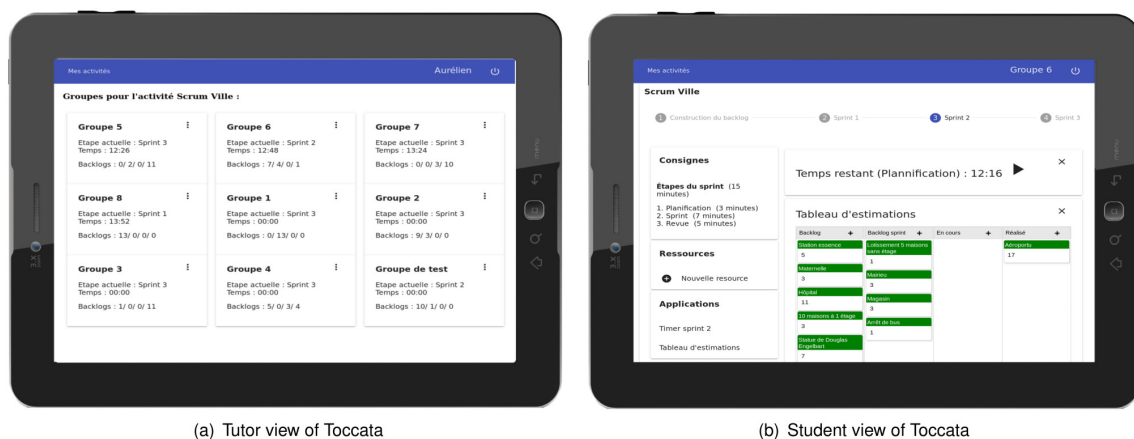 Mes activités
Aurélien
Groupes pour l'activité Scrum Ville :
Groupe 5
Etape actuelle : Sprint 3
Temps : 12:26
Backlogs : 0/ 2/ 0/ 11
Groupe 6
Etape actuelle : Sprint 2
Temps : 12:48
Backlogs : 7/ 4/ 0/ 1
Groupe 7
Etape actuelle : Sprint 3
Temps : 13:24
Backlogs : 0/ 0/ 3/ 10
Groupe 8
Etape actuelle : Sprint 1
Temps : 13:52
Backlogs : 13/ 0/ 0/ 0
Groupe 1
Etape actuelle : Sprint 3
Temps : 00:00
Backlogs : 0/ 13/ 0/ 0
Groupe 2
Etape actuelle : Sprint 3
Temps : 00:00
Backlogs : 9/ 3/ 0/ 0
Groupe 3
Etape actuelle : Sprint 3
Temps : 00:00
Backlogs : 1/ 0/ 0/ 11
Groupe 4
Etape actuelle : Sprint 3
Temps : 00:00
Backlogs : 5/ 0/ 3/ 4
Groupe de test
Etape actuelle : Sprint 2
Temps : 00:00
Backlogs : 10/ 1/ 0/ 0
menu
(a) Tutor view of Toccata
Mes activités
Groupe 6
Scrum Ville
1 Construction du backlog
2 Sprint 1
3 Sprint 2
4 Sprint 3
Consignes
Étapes du sprint (15
minutes)
1. Planification (3 minutes)
2. Sprint (7 minutes)
3. Revue (5 minutes)
Ressources
Nouvelle resource
Applications
Timer sprint 2
Tableau d'estimations
Temps restant (Plannification) : 12:16
Tableau d'estimations
Backlog +
Station essence
5
Maternelle
3
Hôpital
11
10 maisons à 1 étage
3
Statue de Douglas
Engelbart
7
Backlog sprint +
Lotissement 5 maisons
sans étage
1
Mairieu
3
Magasin
3
Arrêt de bus
1
En cours +
Réalisé +
Aéroportu
17
menu
(b) Student view of Toccata